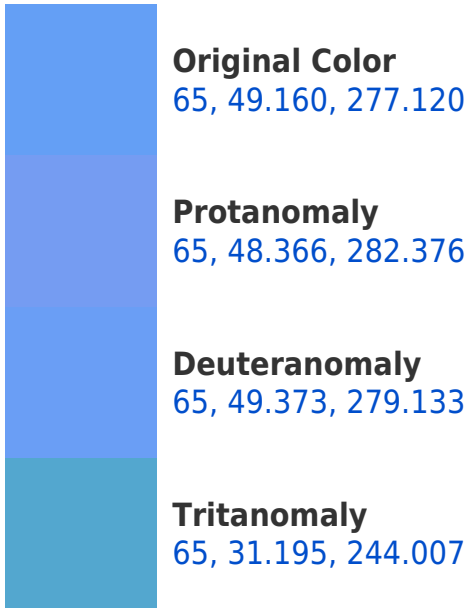 Original Color
65, 49.160, 277.120
Protanomaly
65, 48.366, 282.376
Deuteranomaly
65, 49.373, 279.133
Tritanomaly
65, 31.195, 244.007